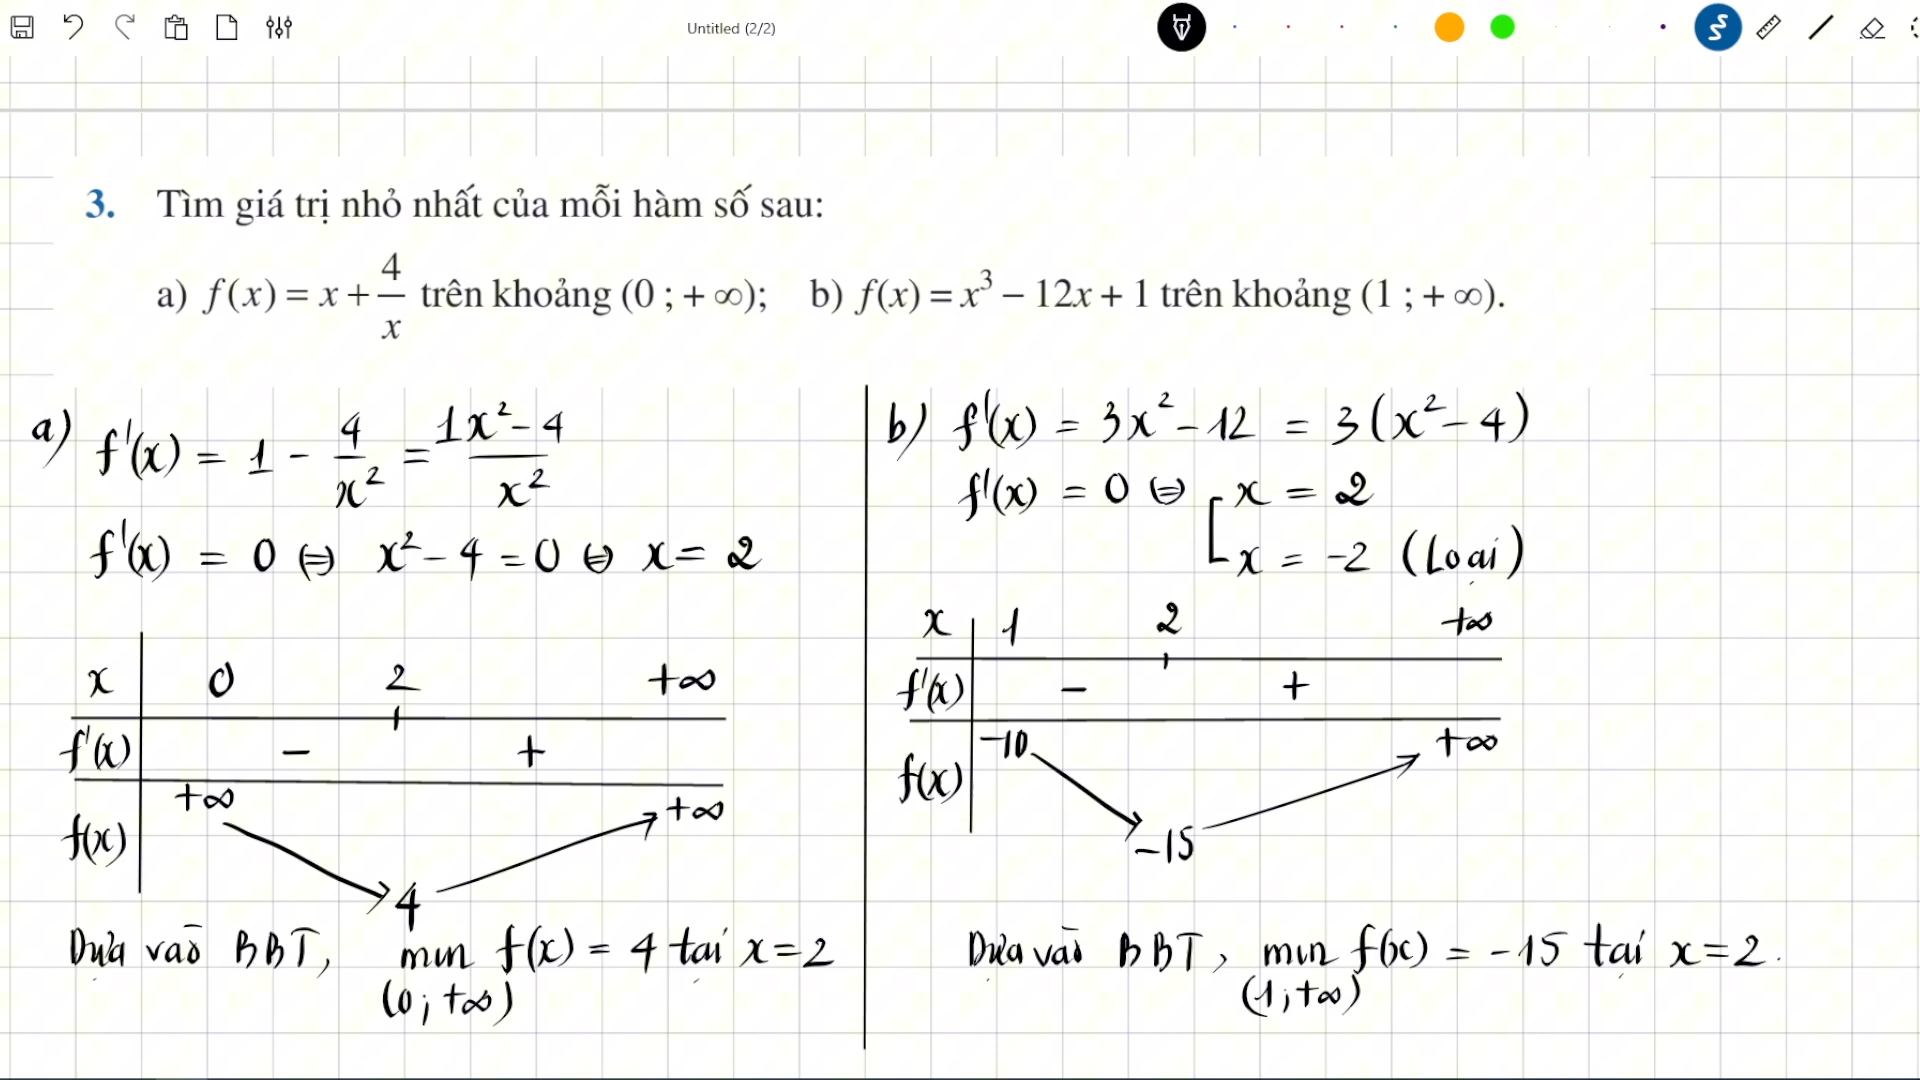 Untitled (2/2)
3. Tìm giá trị nhỏ nhất của mỗi hàm số sau:
a) f(x) = x + 4/x trên khoảng (0 ; + ∞); b) f(x) = x³ – 12x + 1 trên khoảng (1 ; + ∞).
a) f'(x) = 1 - 4/x² = (1x² - 4)/x²
f'(x) = 0 ⇔ x² - 4 = 0 ⇔ x = 2
x 0 2 +∞
f'(x) - +
f(x) +∞ 4 +∞
Dựa vào BBT, min f(x) = 4 tại x = 2
(0; +∞)
b) f'(x) = 3x² - 12 = 3(x² - 4)
f'(x) = 0 ⇔ [ x = 2
x = -2 (Loại)
x 1 2 +∞
f'(x) - +
f(x) -10 -15 +∞
Dựa vào BBT, min f(x) = -15 tại x = 2.
(1; +∞)